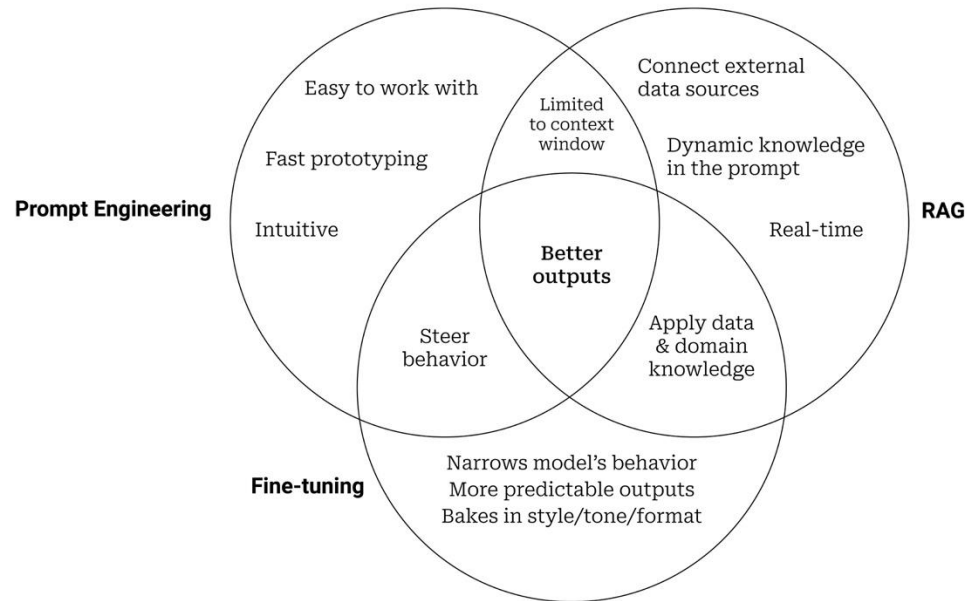 Easy to work with
Fast prototyping
Intuitive
Prompt Engineering
Limited
to context
window
Connect external
data sources
Dynamic knowledge
in the prompt
Real-time
RAG
Better
outputs
Steer
behavior
Apply data
& domain
knowledge
Fine-tuning
Narrows model’s behavior
More predictable outputs
Bakes in style/tone/format